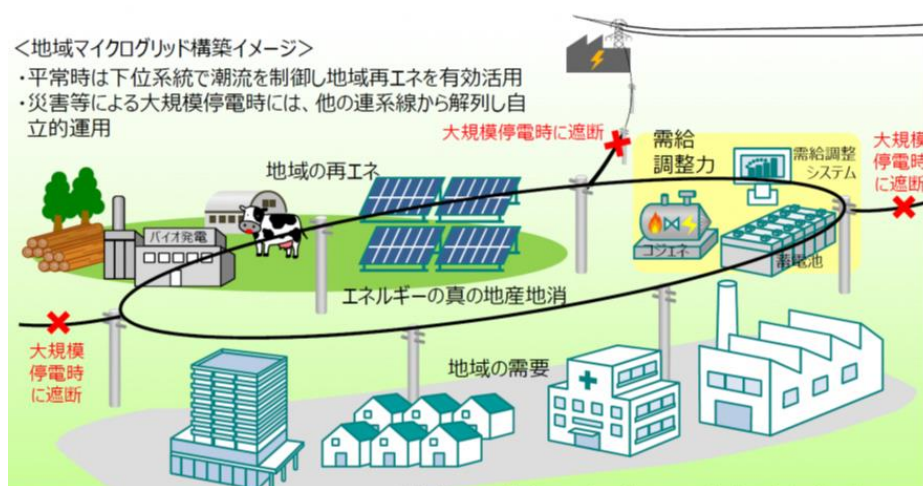 <地域マイクログリッド構築イメージ>
・平常時は下位系統で潮流を制御し地域再エネを有効活用
・災害等による大規模停電時には、他の連系線から解列し自
立的運用
大規模停電時に遮断
需給
調整力
需給調整
システム
大規模
停電時
に遮断
地域の再エネ
バイオ発電
コジェネ
蓄電池
エネルギーの真の地産地消
大規模
停電時
に遮断
地域の需要